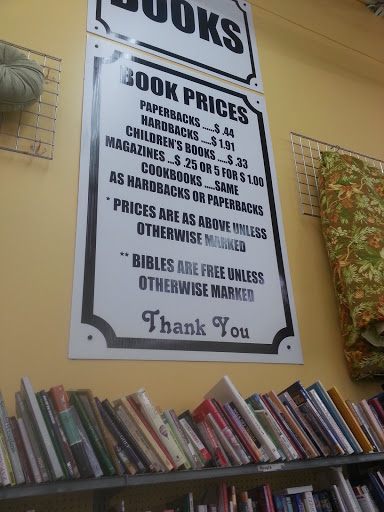 BOOKS
BOOK PRICES
PAPERBACKS .....$ .44
HARDBACKS ....$ 1.91
CHILDREN'S BOOKS .....$ .33
MAGAZINES ...$ .25 OR 5 FOR $ 1.00
COOKBOOKS .....SAME
AS HARDBACKS OR PAPERBACKS
* PRICES ARE AS ABOVE UNLESS
OTHERWISE MARKED
** BIBLES ARE FREE UNLESS
OTHERWISE MARKED
Thank You